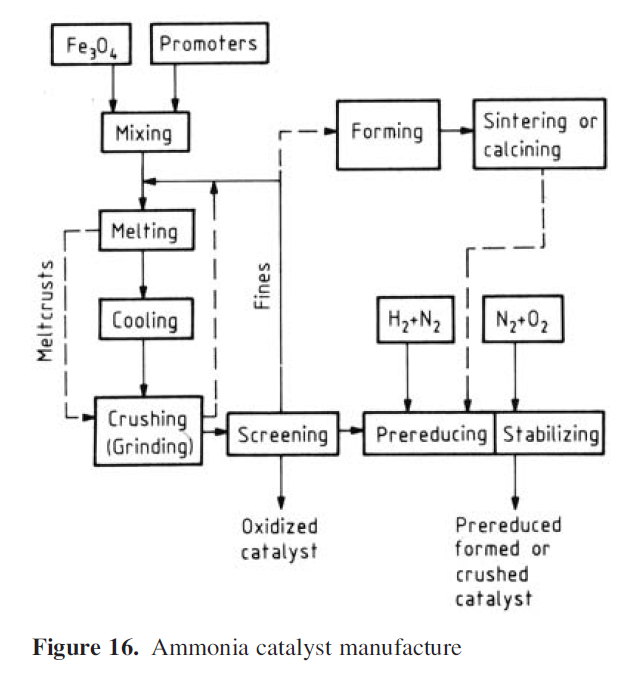 Fe₃O₄
Promoters
Mixing
Forming
Sintering or
calcining
Melting
Meltcrusts
Fines
Cooling
H₂+N₂
N₂+O₂
Crushing
(Grinding)
Screening
Prereducing
Stabilizing
Oxidized
catalyst
Prereduced
formed or
crushed
catalyst
Figure 16. Ammonia catalyst manufacture